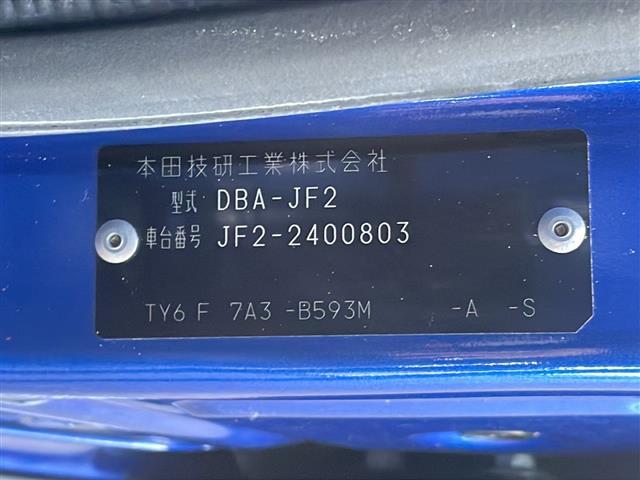 本田技研工業株式会社
型式 DBA-JF2
車台番号 JF2-2400803
TY6F 7A3 -B593M -A -S